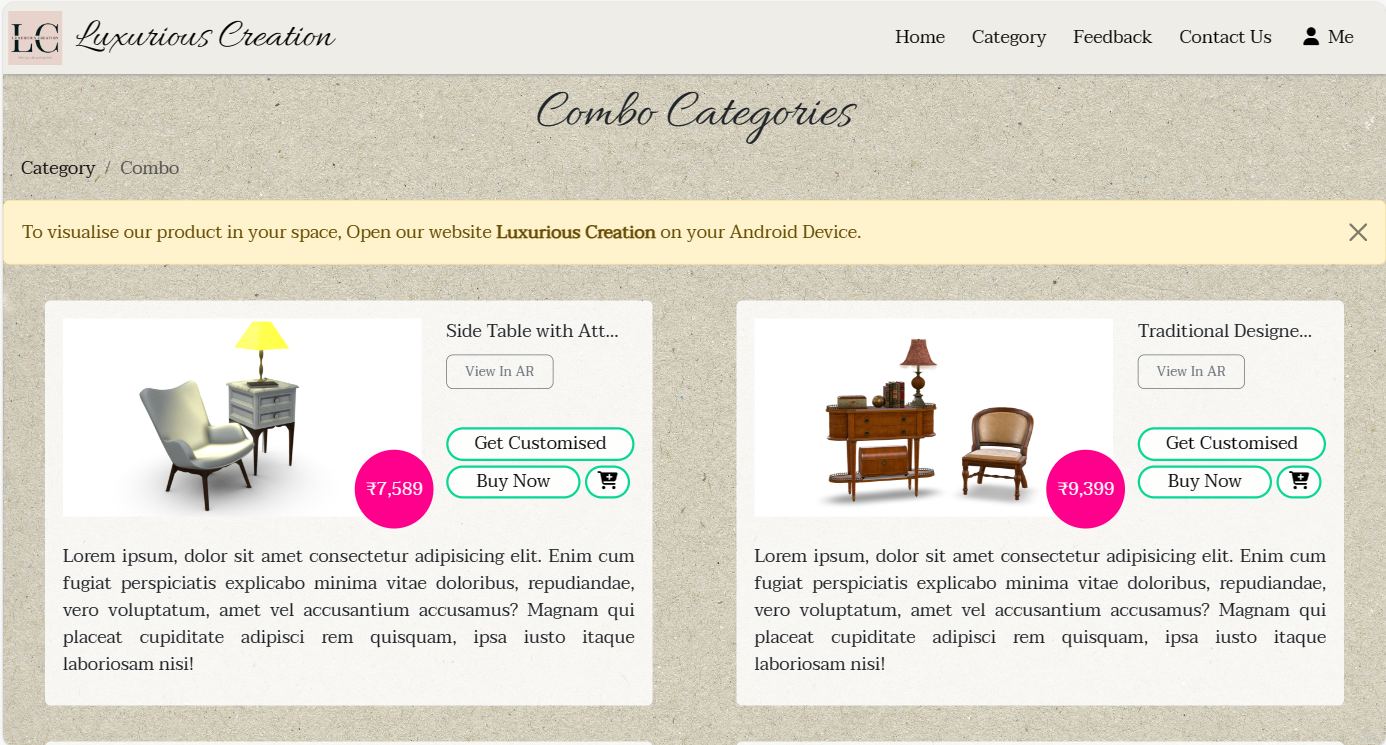 LC
Luxurious Creation
Home
Category
Feedback
Contact Us
Me
Combo Categories
Category / Combo
To visualise our product in your space, Open our website Luxurious Creation on your Android Device.
Side Table with Att...
View In AR
Get Customised
Buy Now
₹7,589
Lorem ipsum, dolor sit amet consectetur adipisicing elit. Enim cum
fugiat perspiciatis explicabo minima vitae doloribus, repudiandae,
vero voluptatum, amet vel accusantium accusamus? Magnam qui
placeat cupiditate adipisci rem quisquam, ipsa iusto itaque
laboriosam nisi!
Traditional Designe...
View In AR
Get Customised
Buy Now
₹9,399
Lorem ipsum, dolor sit amet consectetur adipisicing elit. Enim cum
fugiat perspiciatis explicabo minima vitae doloribus, repudiandae,
vero voluptatum, amet vel accusantium accusamus? Magnam qui
placeat cupiditate adipisci rem quisquam, ipsa iusto itaque
laboriosam nisi!